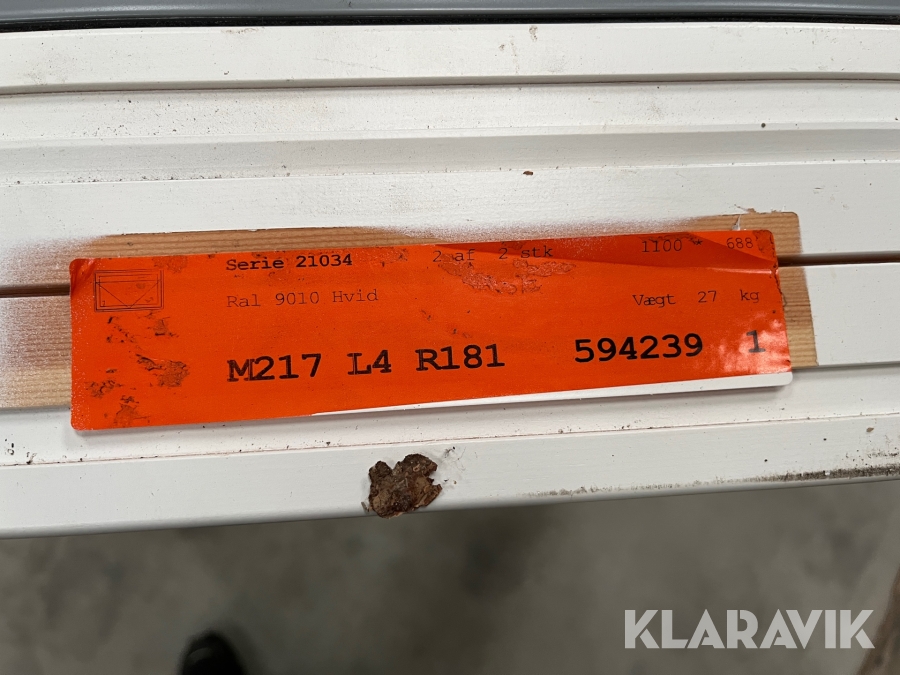 Serie 21034 2 af 2 stk 1100 688
Ral 9010 Hvid Vægt 27 kg
M217 L4 R181 594239 1
KLARAVIK